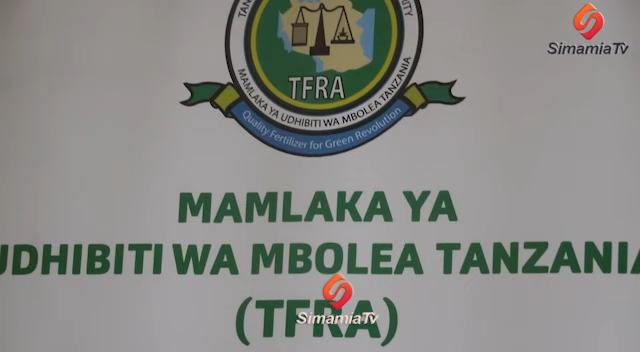 SimamiaTv
TFRA
MAMLAKA YA UDHIBITI WA MBOLEA TANZANIA
Quality Fertilizer for Green Revolution
MAMLAKA YA
UDHIBITI WA MBOLEA TANZANIA
(TFRA)
SimamiaTv